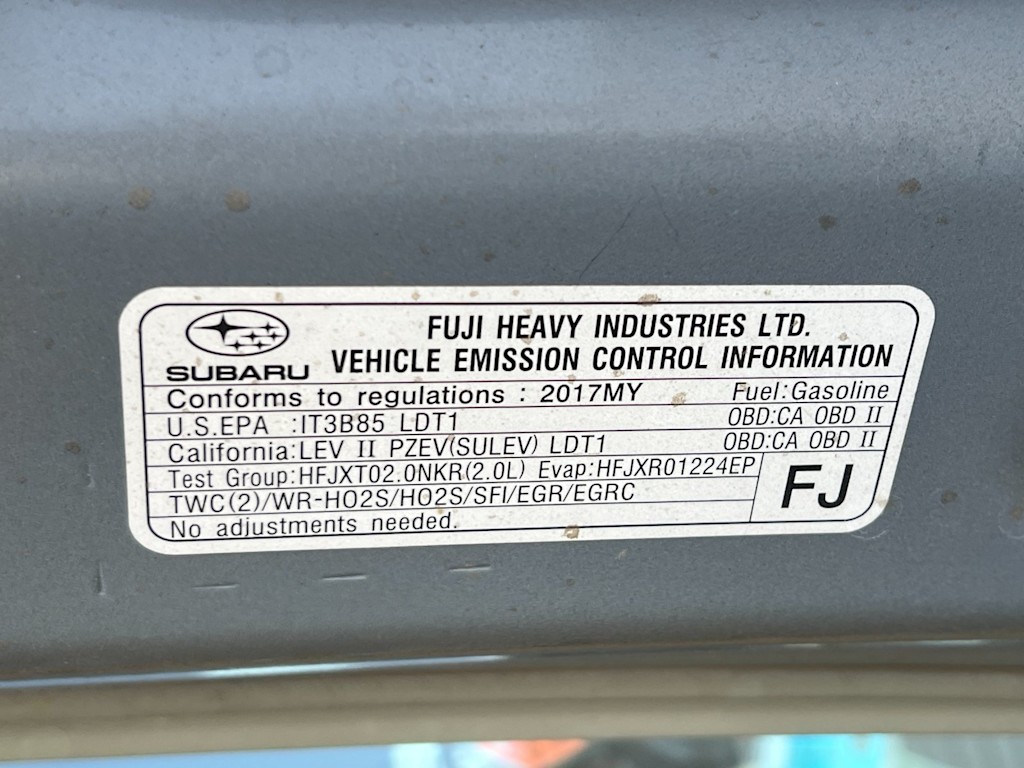 SUBARU
FUJI HEAVY INDUSTRIES LTD.
VEHICLE EMISSION CONTROL INFORMATION
Conforms to regulations : 2017MY Fuel:Gasoline
U.S.EPA :IT3B85 LDT1 OBD:CA OBD II
California:LEV II PZEV(SULEV) LDT1 OBD:CA OBD II
Test Group:HFJXT02.0NKR(2.0L) Evap:HFJXR01224EP
TWC(2)/WR-HO2S/HO2S/SFI/EGR/EGRC
No adjustments needed.
FJ